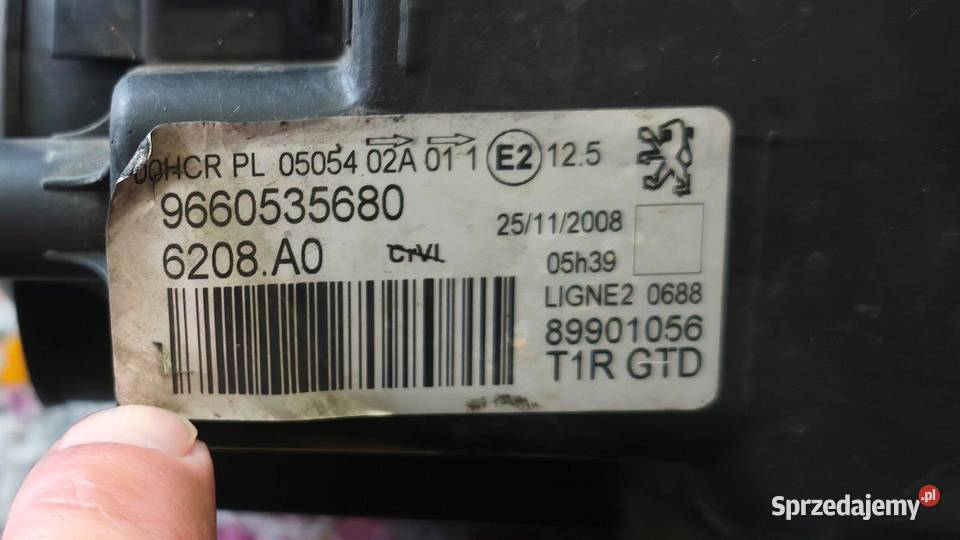 00HCR PL 05054 02A 01 1 E2 12.5
9660535680
25/11/2008
6208.A0
05h39
LIGNE2 0688
89901056
T1R GTD
Sprzedajemy.pl